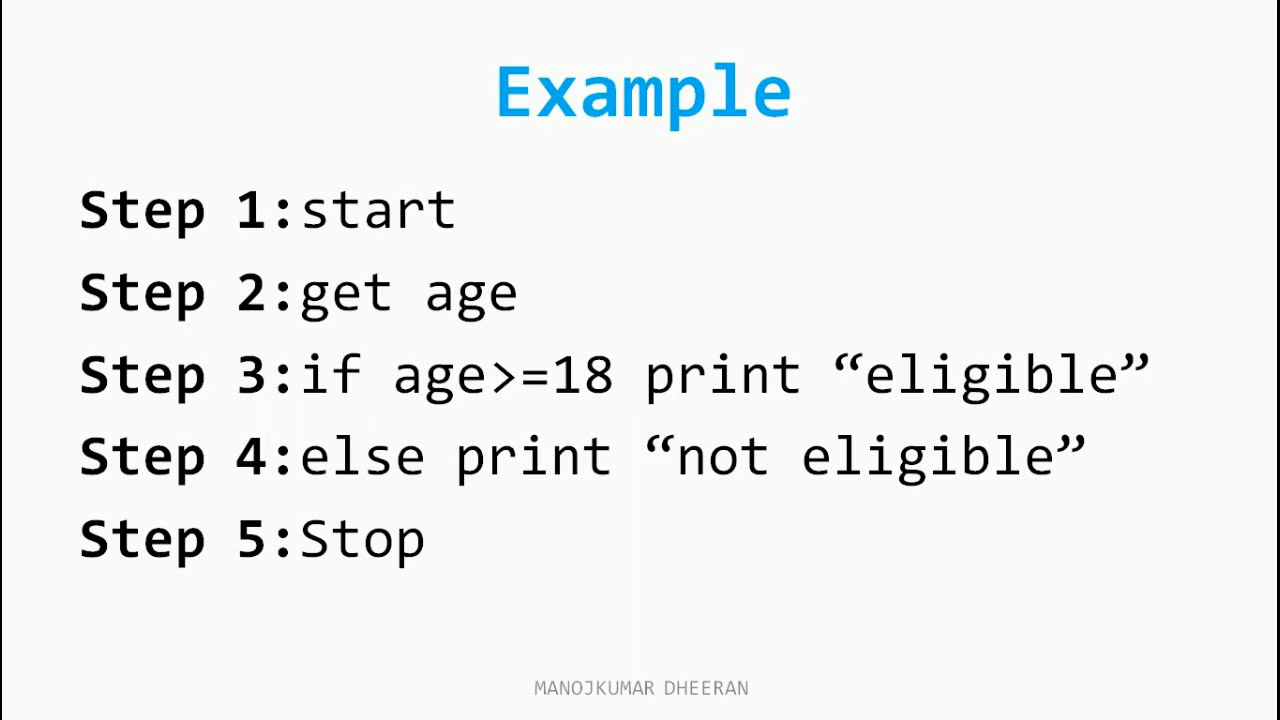 Example
Step 1:start
Step 2:get age
Step 3:if age>=18 print “eligible”
Step 4:else print “not eligible”
Step 5:Stop
MANOJKUMAR DHEERAN